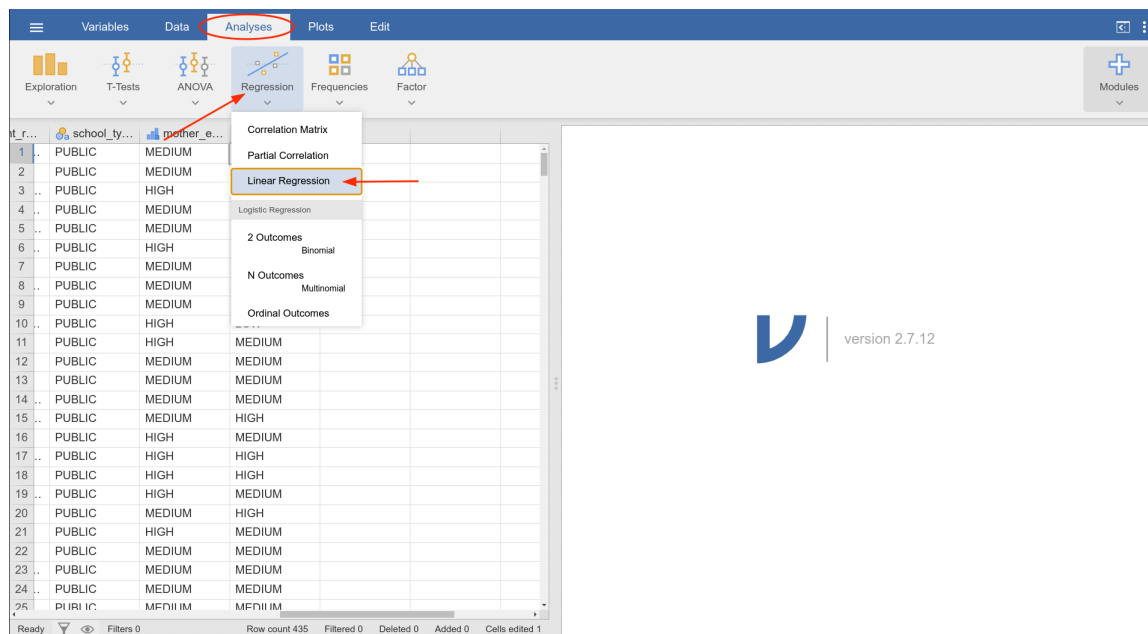 Variables Data Analyses Plots Edit
Exploration T-Tests ANOVA Regression Frequencies Factor Modules
nt_r... school_ty... mother_e...
Correlation Matrix
Partial Correlation
Linear Regression
Logistic Regression
2 Outcomes
Binomial
N Outcomes
Multinomial
Ordinal Outcomes
1 .. PUBLIC MEDIUM
2 PUBLIC MEDIUM
3 .. PUBLIC HIGH
4 .. PUBLIC MEDIUM
5 .. PUBLIC MEDIUM
6 .. PUBLIC HIGH
7 PUBLIC MEDIUM
8 .. PUBLIC MEDIUM
9 PUBLIC MEDIUM
10 .. PUBLIC HIGH
11 PUBLIC HIGH MEDIUM
12 PUBLIC MEDIUM MEDIUM
13 PUBLIC MEDIUM MEDIUM
14 .. PUBLIC MEDIUM MEDIUM
15 .. PUBLIC MEDIUM HIGH
16 PUBLIC HIGH MEDIUM
17 .. PUBLIC HIGH HIGH
18 PUBLIC HIGH HIGH
19 .. PUBLIC HIGH MEDIUM
20 PUBLIC MEDIUM HIGH
21 PUBLIC HIGH MEDIUM
22 PUBLIC MEDIUM MEDIUM
23 .. PUBLIC MEDIUM MEDIUM
24 .. PUBLIC MEDIUM MEDIUM
25 PUBLIC MEDIUM MEDIUM
version 2.7.12
Ready Filters 0 Row count 435 Filtered 0 Deleted 0 Added 0 Cells edited 1